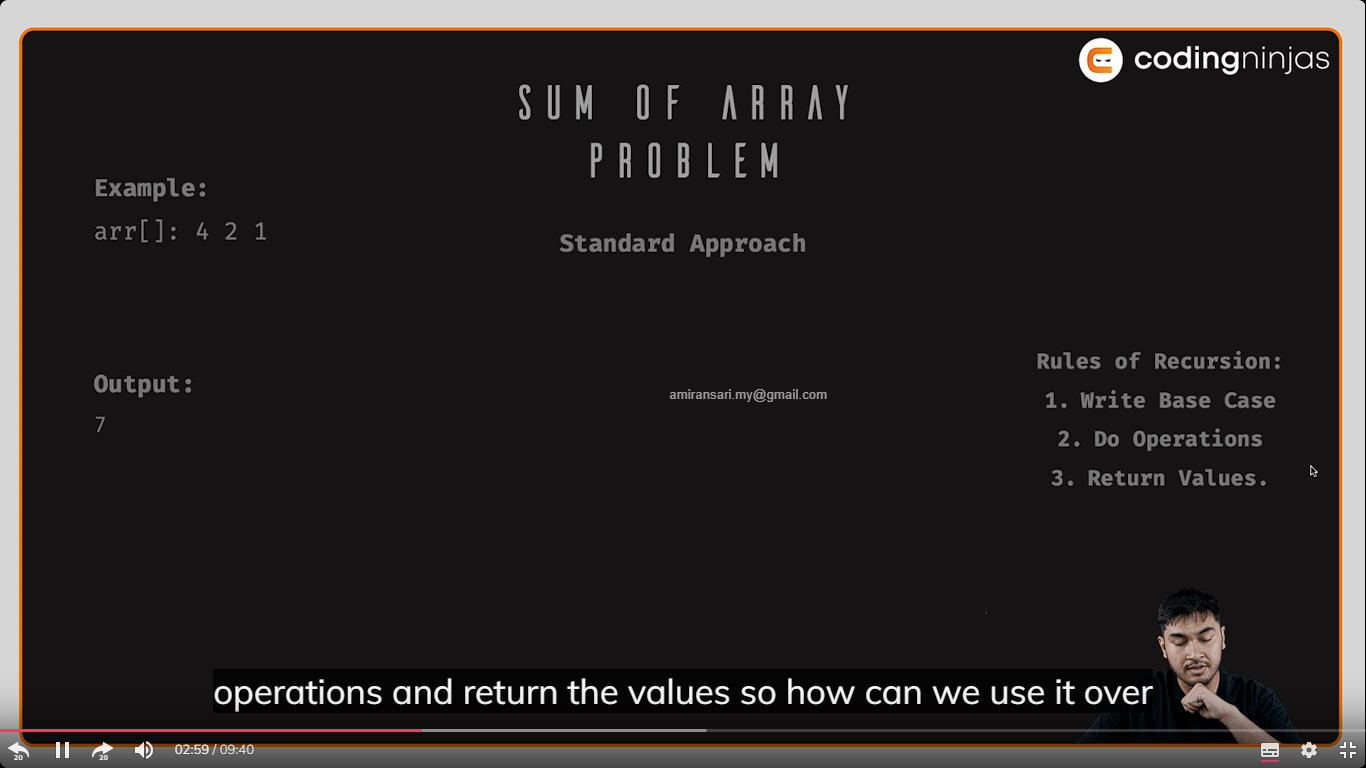 codingninjas
SUM OF ARRAY
PROBLEM
Example:
arr[]: 4 2 1
Standard Approach
Output:
7
amiransari.my@gmail.com
Rules of Recursion:
1. Write Base Case
2. Do Operations
3. Return Values.
operations and return the values so how can we use it over
20
20
02:59 / 09:40